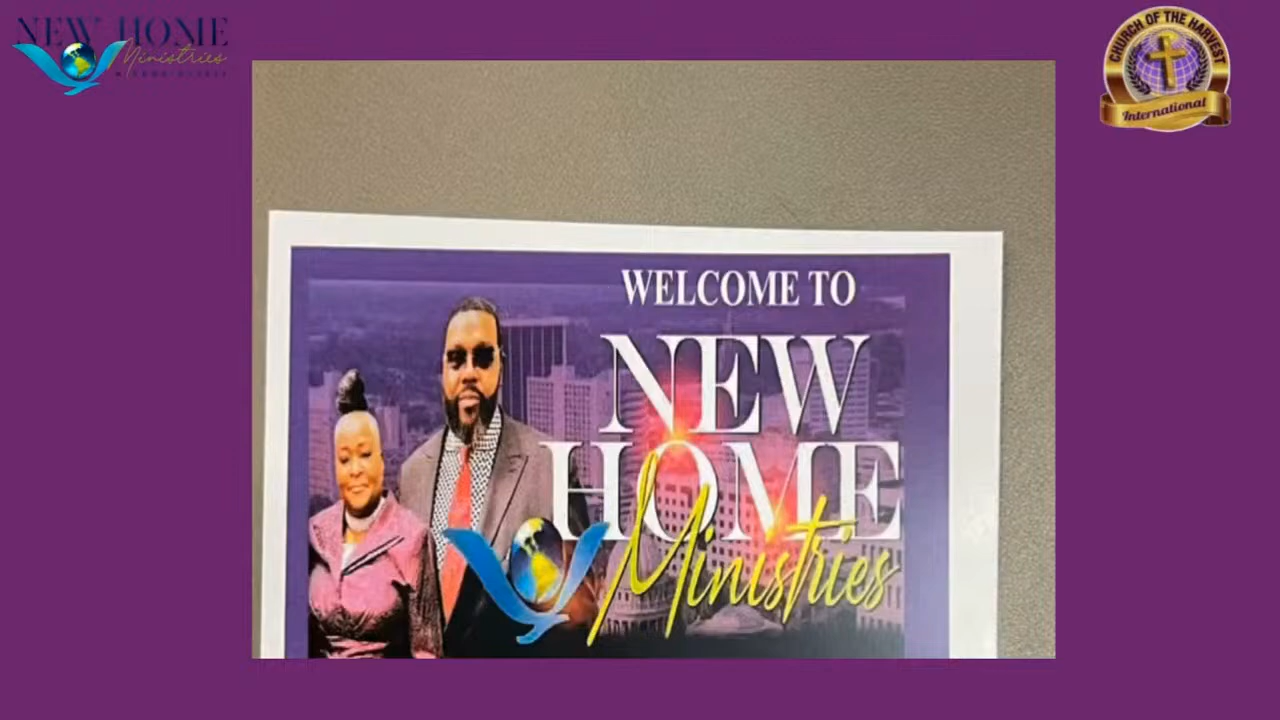 NEW HOME
Ministries
CHURCH OF THE HARVEST
International
WELCOME TO
NEW
HOME
Ministries